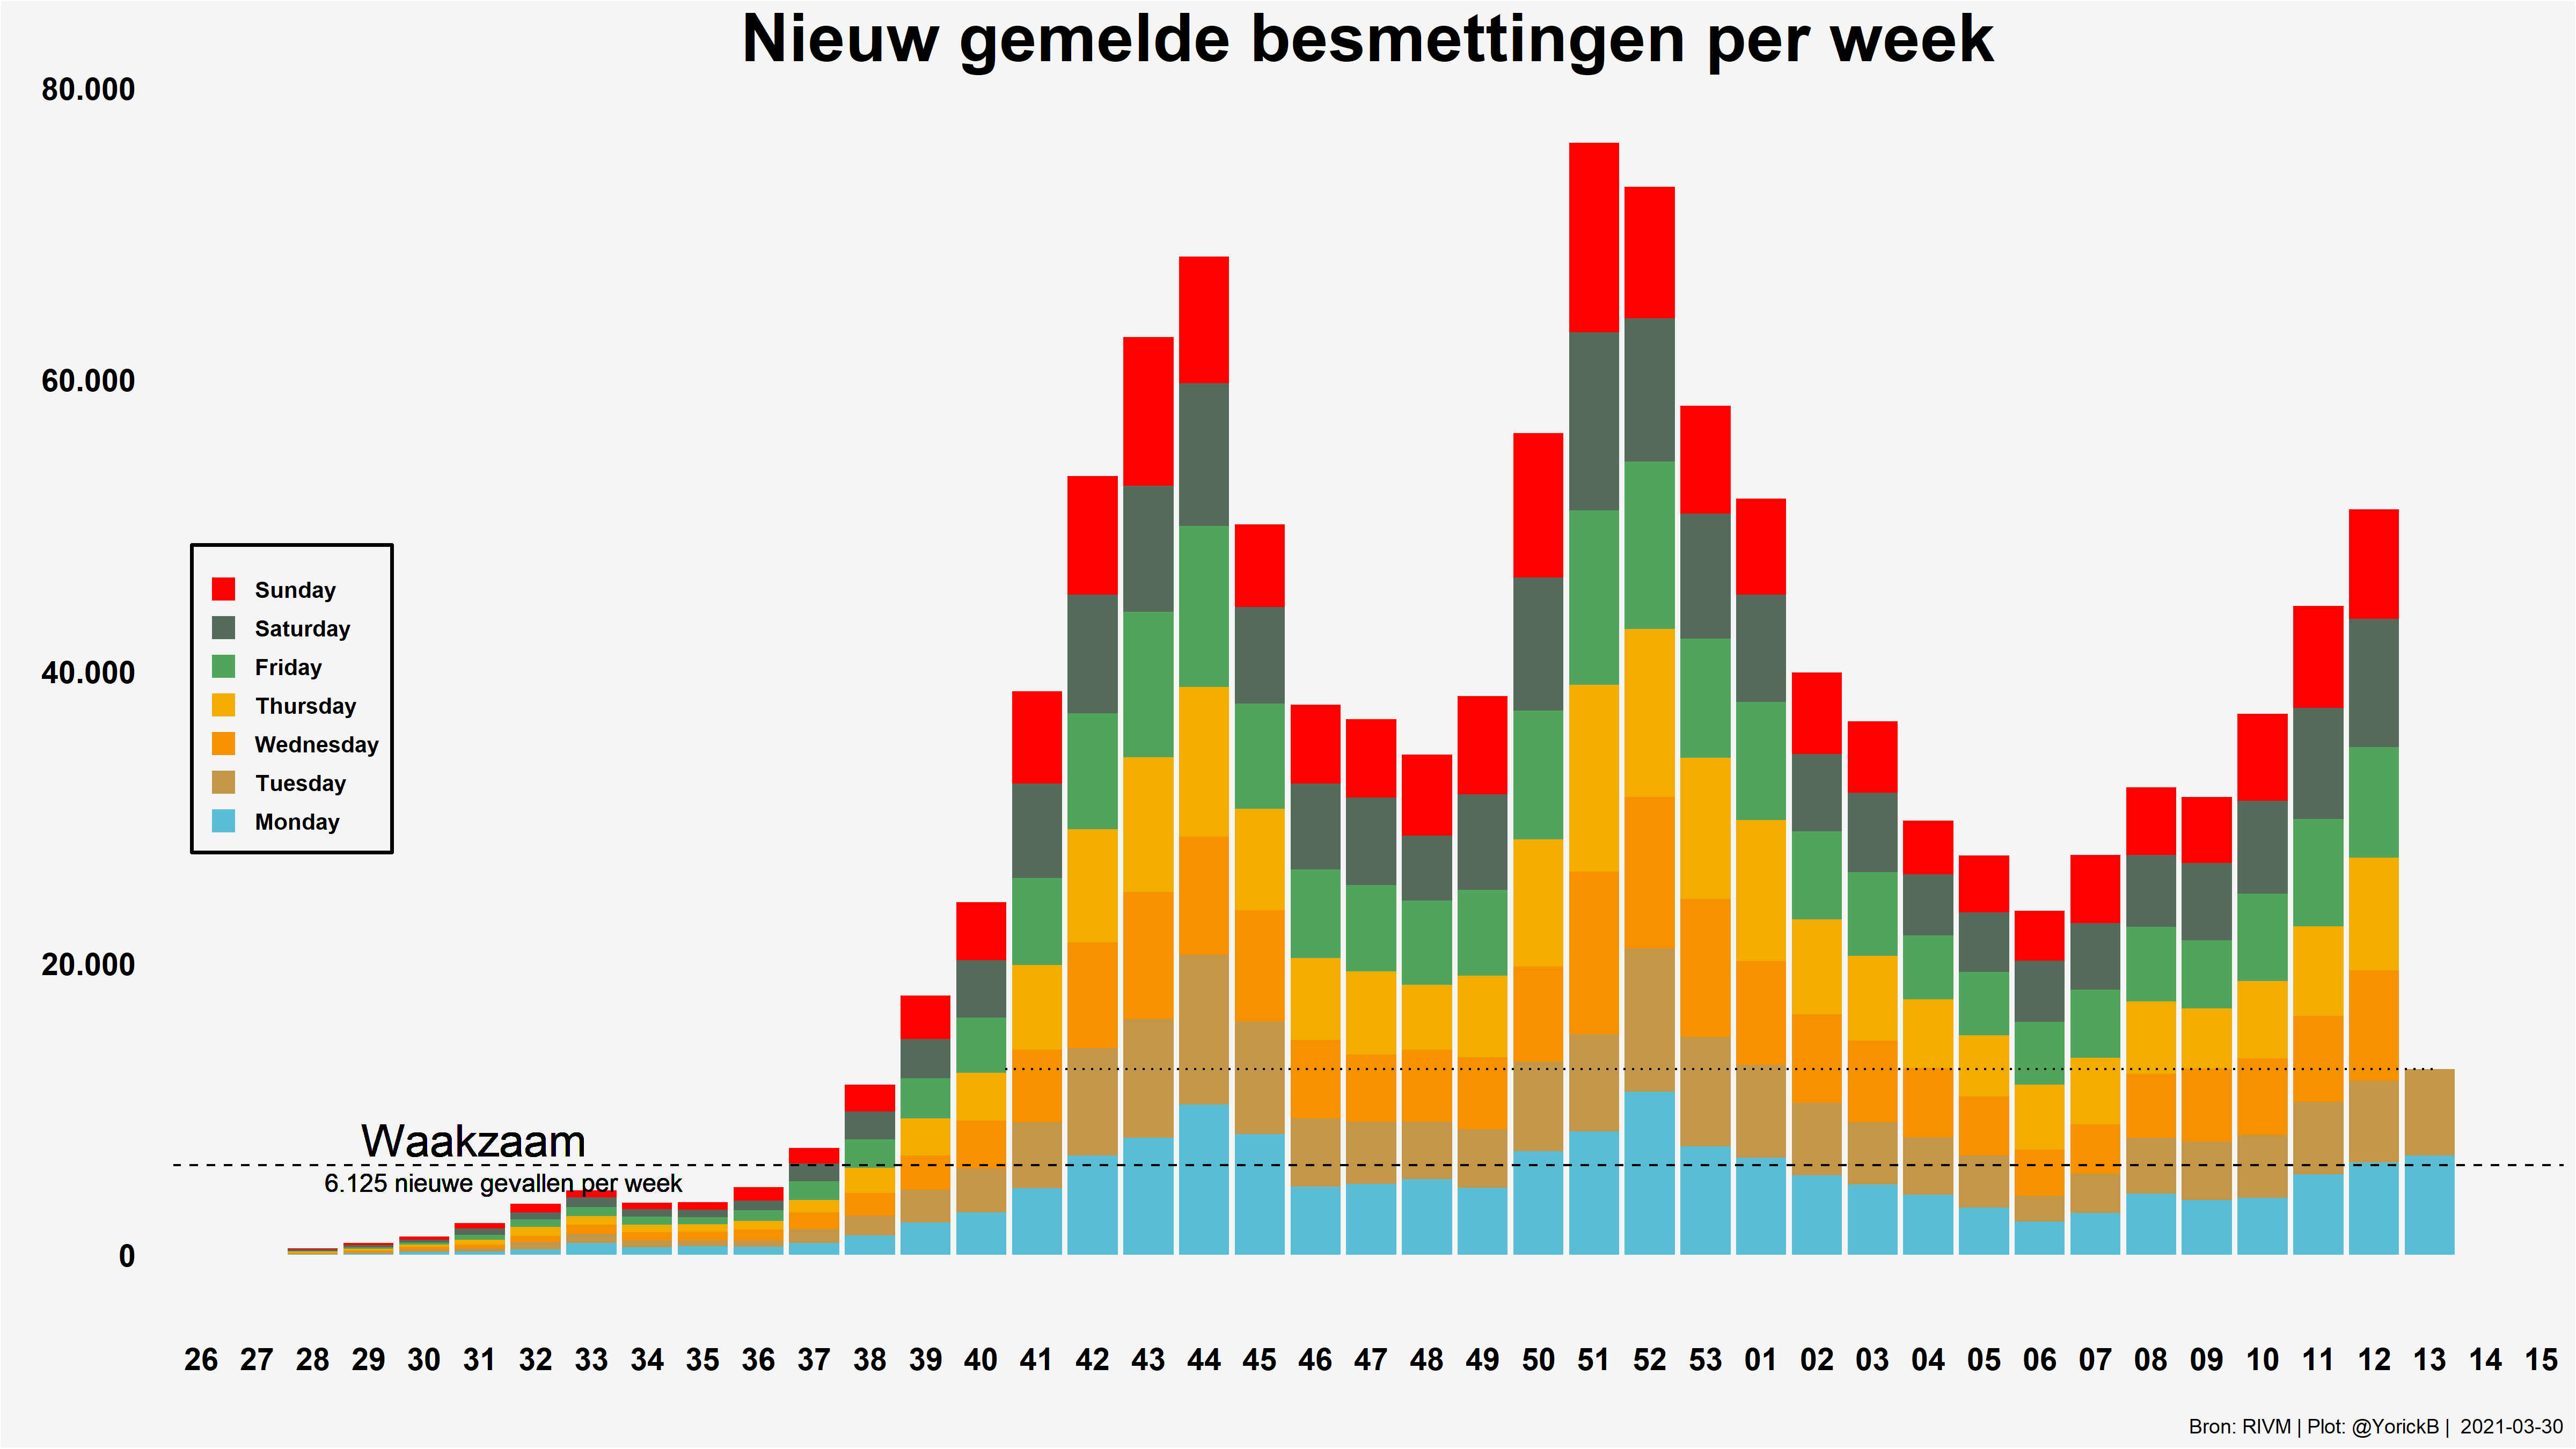 Nieuw gemelde besmettingen per week
80.000
60.000
40.000
20.000
0
Sunday
Saturday
Friday
Thursday
Wednesday
Tuesday
Monday
Waakzaam
6.125 nieuwe gevallen per week
26 27 28 29 30 31 32 33 34 35 36 37 38 39 40 41 42 43 44 45 46 47 48 49 50 51 52 53 01 02 03 04 05 06 07 08 09 10 11 12 13 14 15
Bron: RIVM | Plot: @YorickB | 2021-03-30